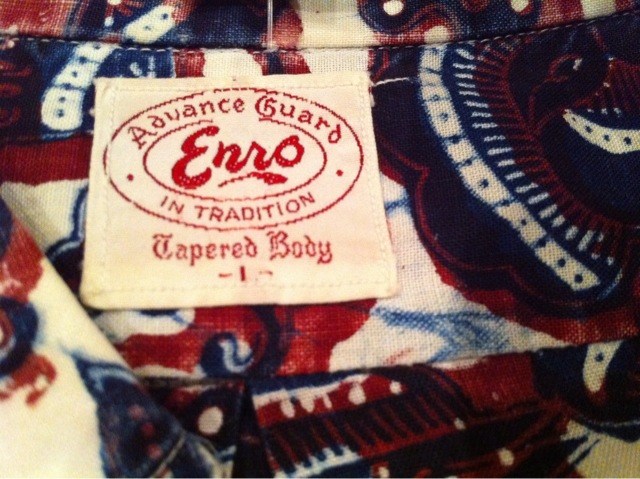 Advance Guard
Enro
IN TRADITION
Tapered Body
- L -